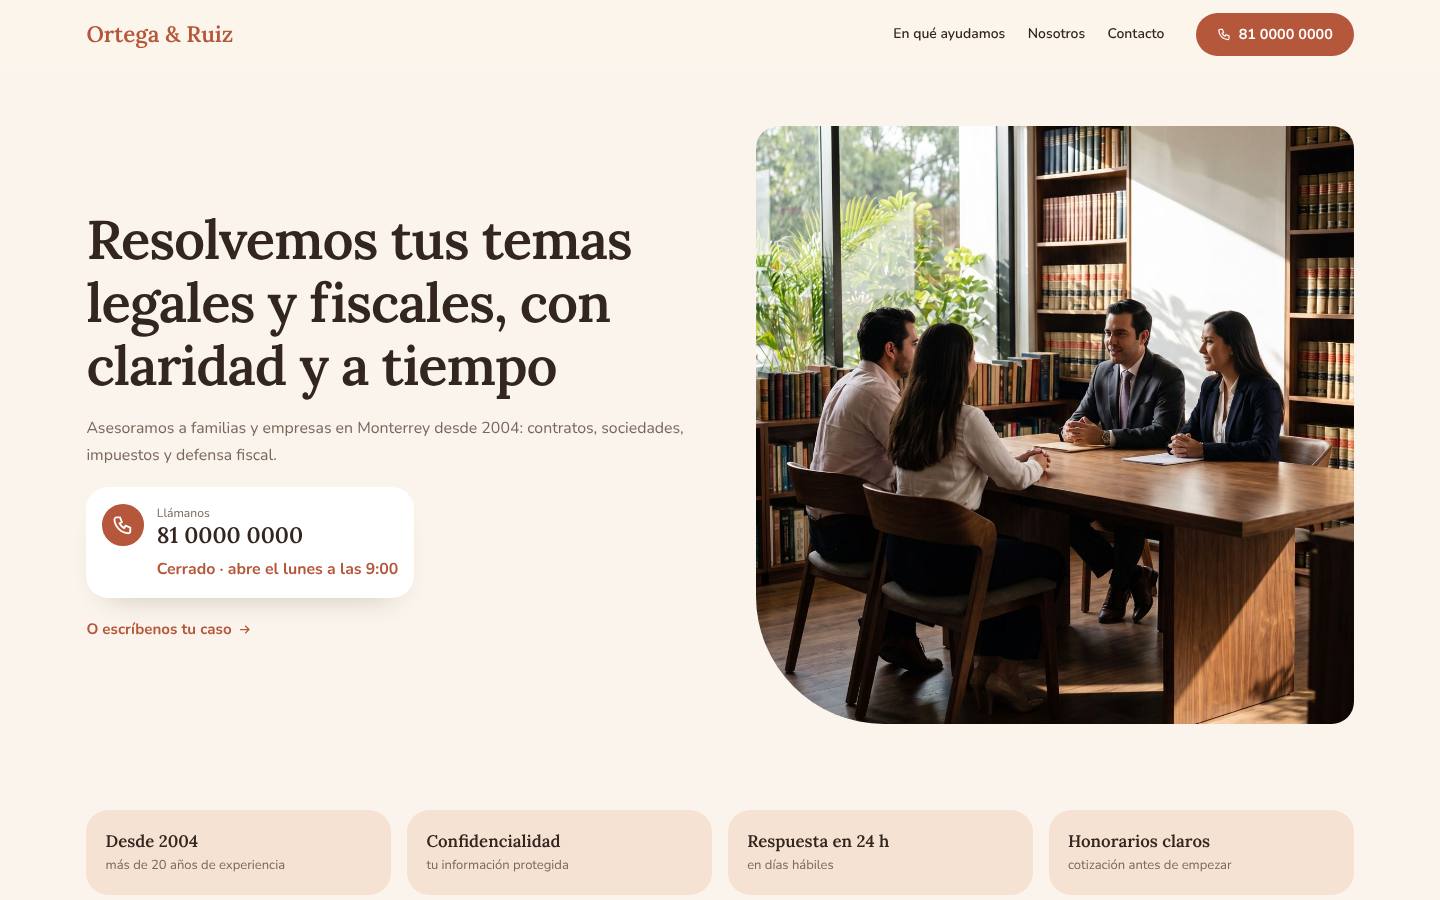 Ortega & Ruiz
En qué ayudamos
Nosotros
Contacto
81 0000 0000
Resolvemos tus temas
legales y fiscales, con
claridad y a tiempo
Asesoramos a familias y empresas en Monterrey desde 2004: contratos, sociedades,
impuestos y defensa fiscal.
Llámanos
81 0000 0000
Cerrado · abre el lunes a las 9:00
O escríbenos tu caso →
Desde 2004
más de 20 años de experiencia
Confidencialidad
tu información protegida
Respuesta en 24 h
en días hábiles
Honorarios claros
cotización antes de empezar